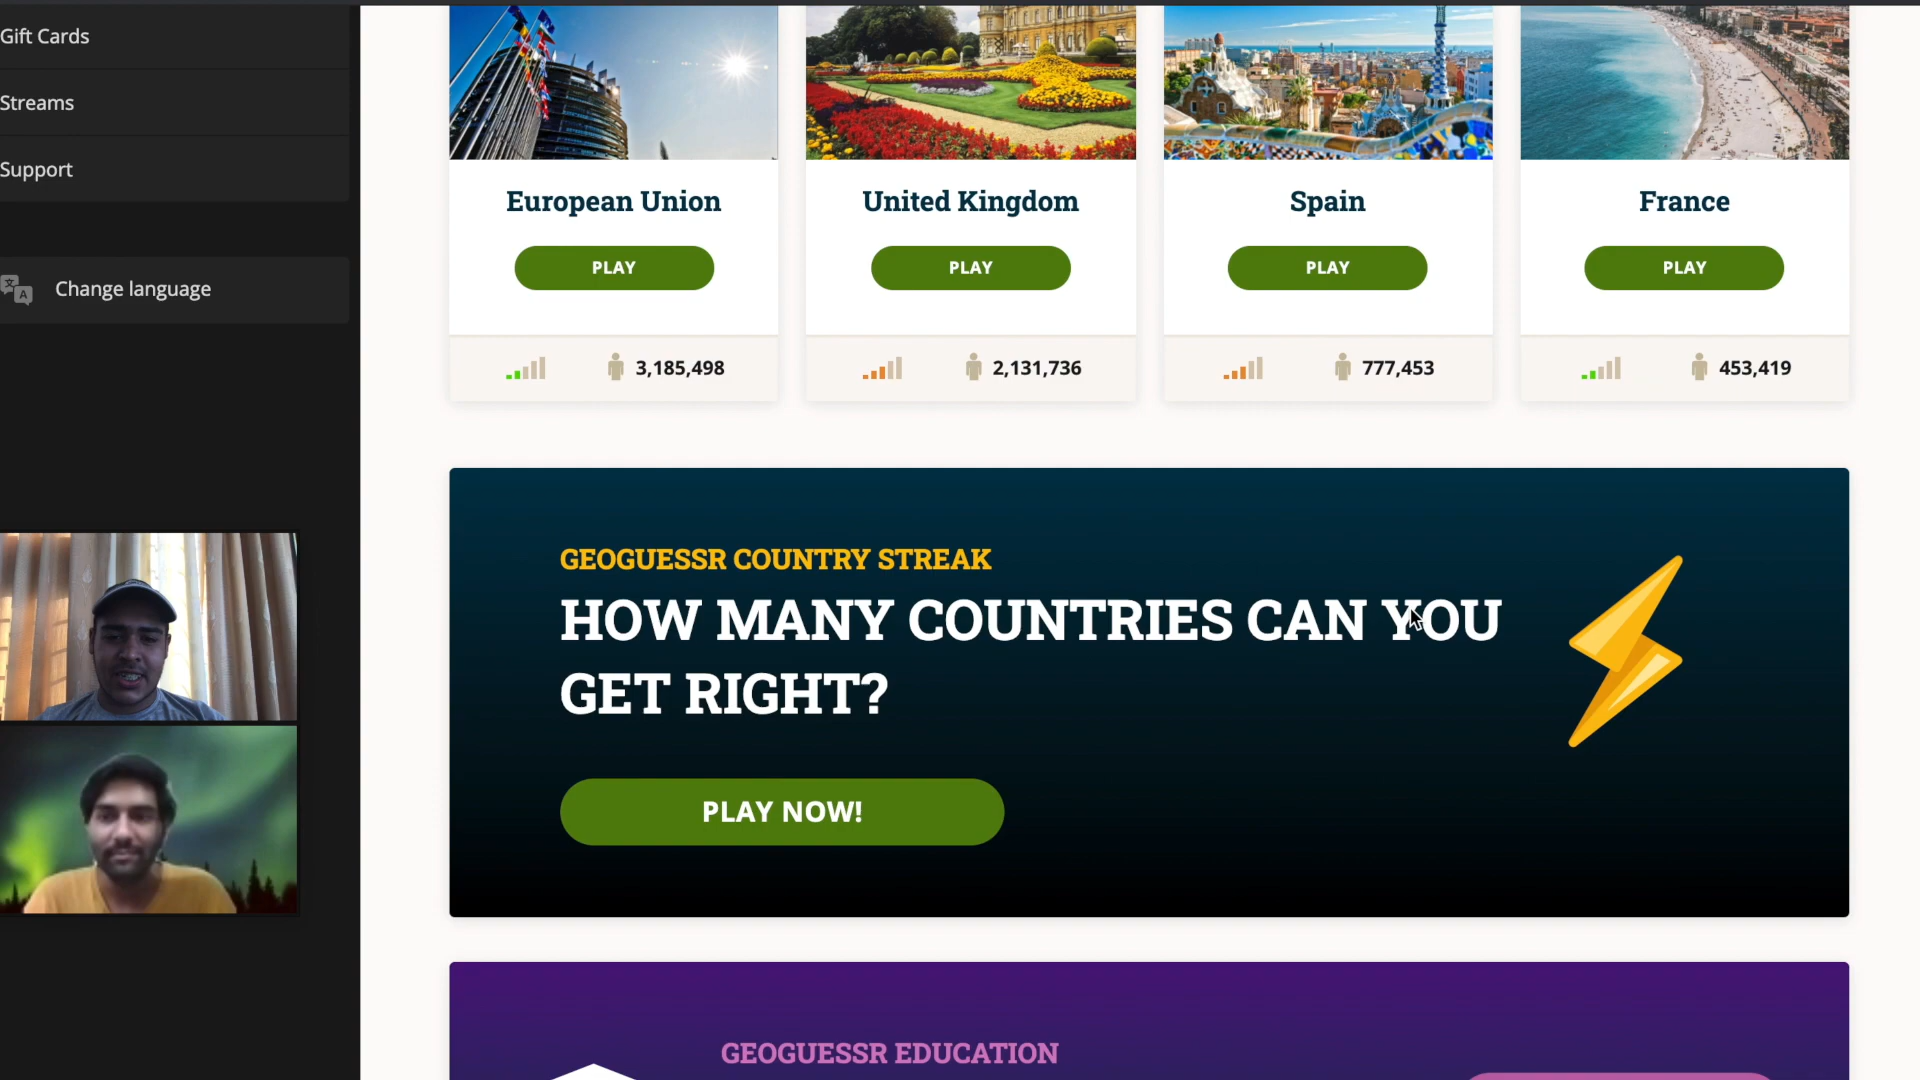 Gift Cards
Streams
Support
Change language
European Union
United Kingdom
Spain
France
PLAY
PLAY
PLAY
PLAY
3,185,498
2,131,736
777,453
453,419
GEOGUESSR COUNTRY STREAK
HOW MANY COUNTRIES CAN YOU
GET RIGHT?
PLAY NOW!
GEOGUESSR EDUCATION